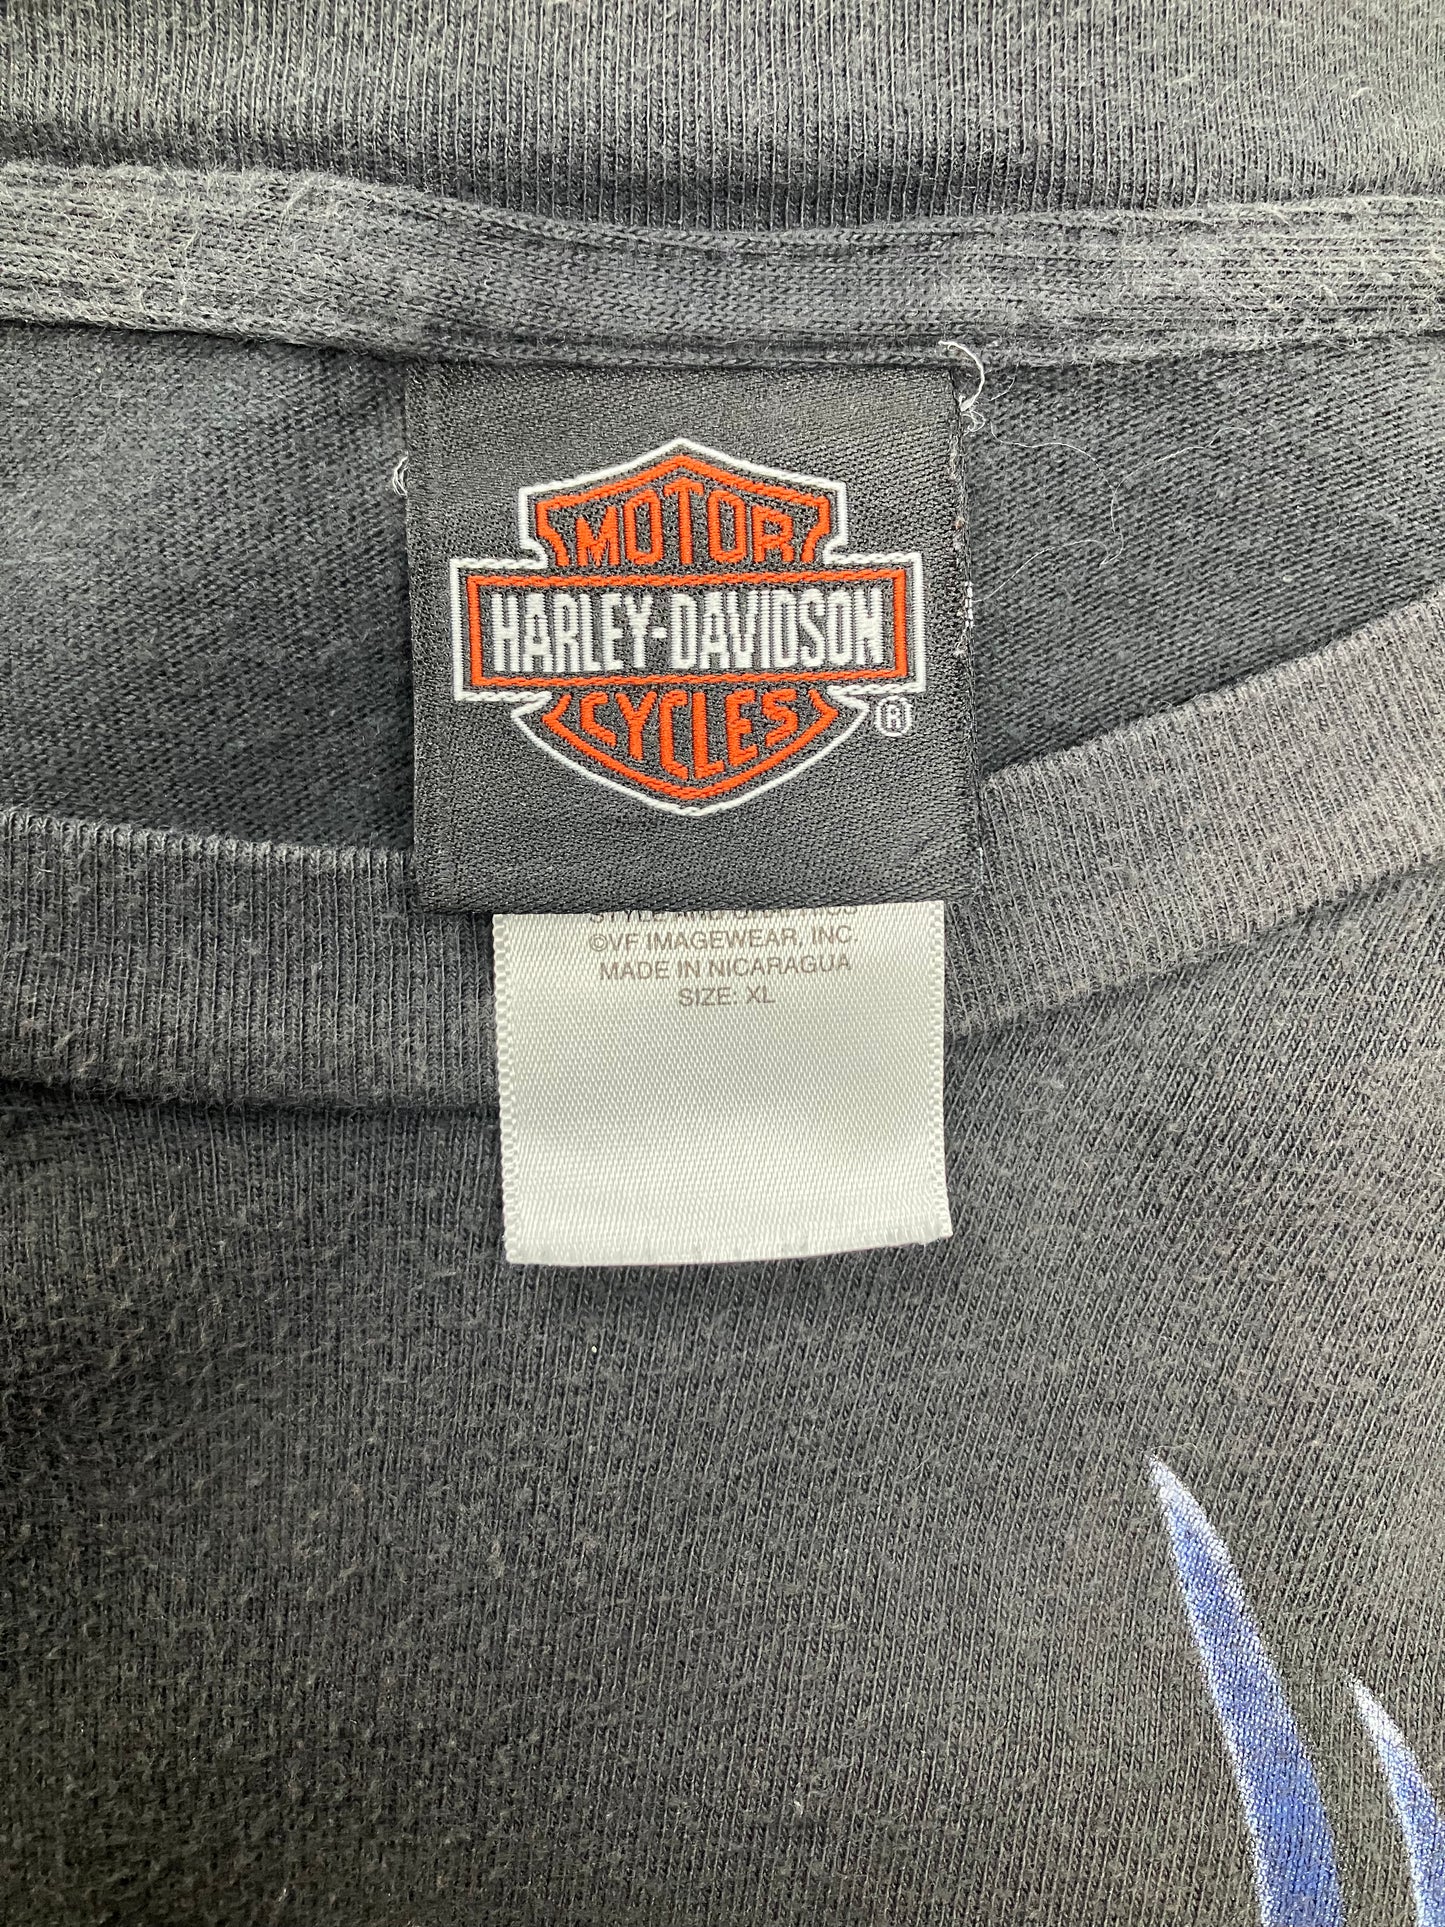 MOTOR
HARLEY-DAVIDSON
CYCLES
®
©VF IMAGEWEAR, INC.
MADE IN NICARAGUA
SIZE: XL